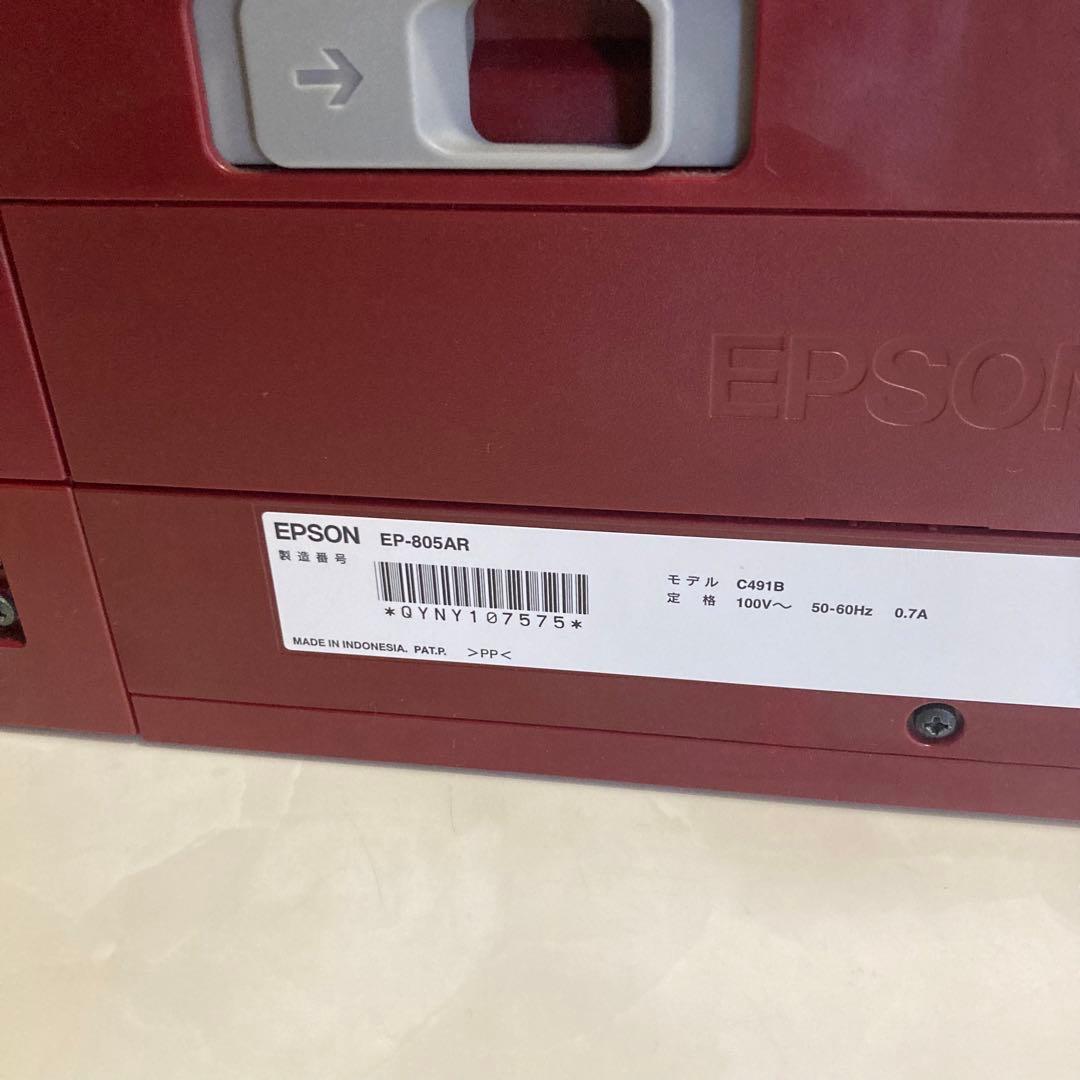 EPSON
EPSON EP-805AR
製造番号
*QYNY107575*
モデル C491B
定格 100V〜 50-60Hz 0.7A
MADE IN INDONESIA. PAT.P. >PP<